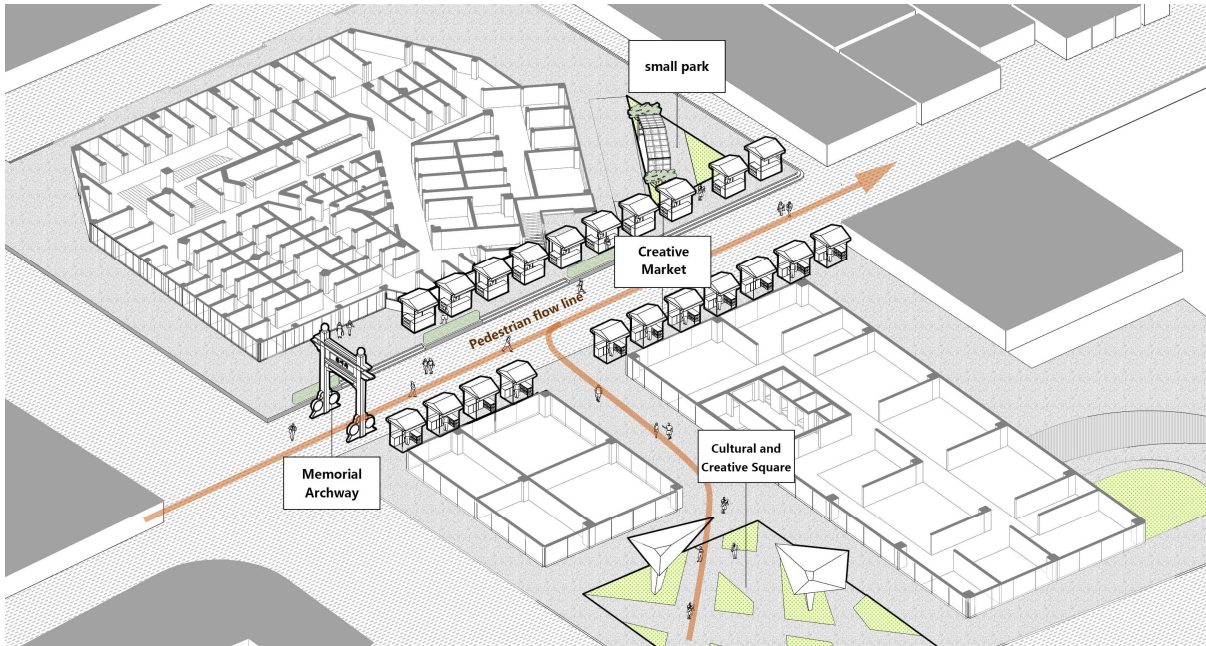 small park
Creative
Market
Pedestrian flow line
Cultural and
Creative Square
Memorial
Archway